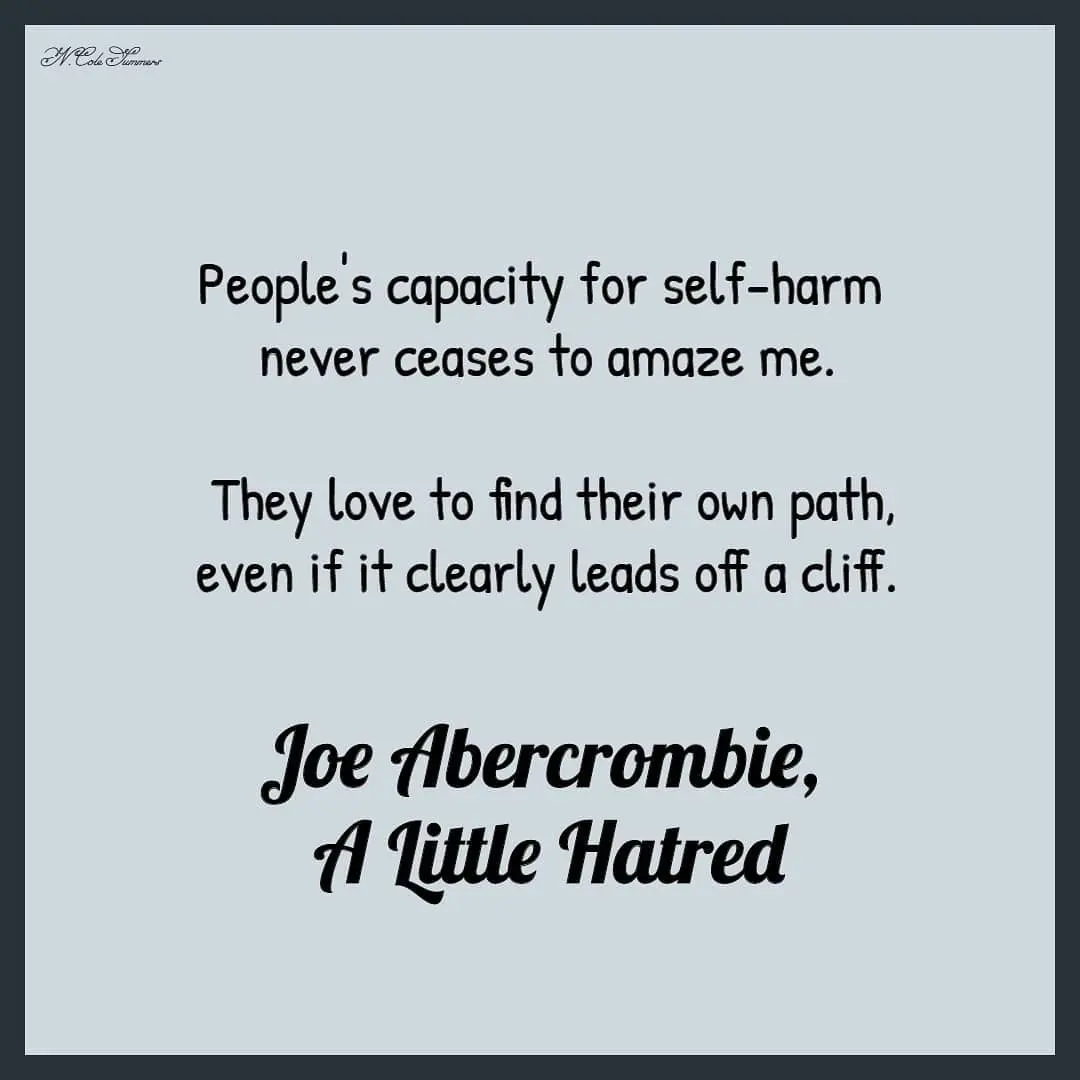 N. Cole Summers
People's capacity for self-harm
never ceases to amaze me.
They love to find their own path,
even if it clearly leads off a cliff.
Joe Abercrombie,
A Little Hatred